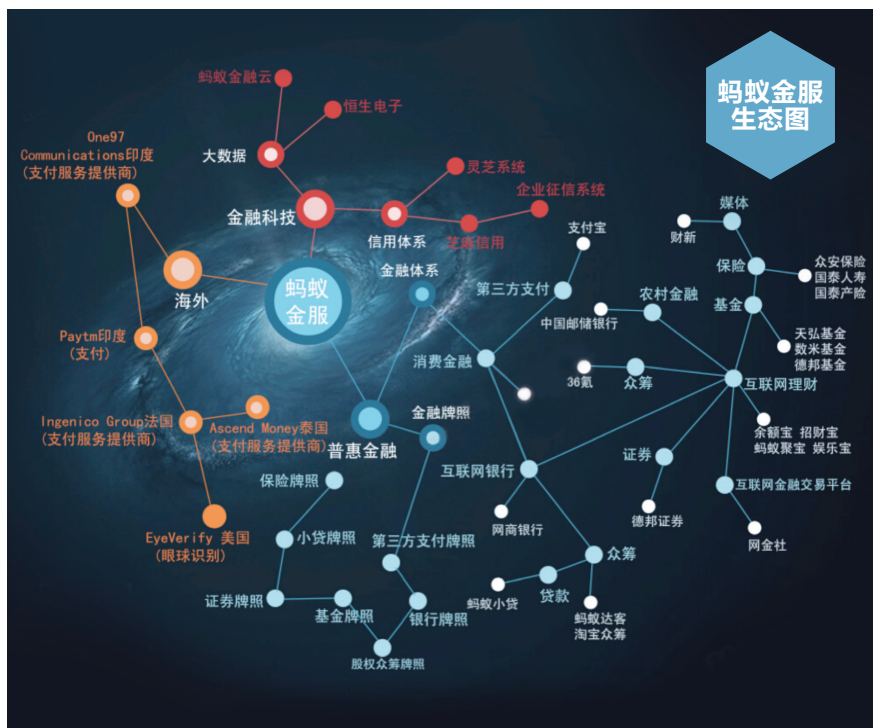 蚂蚁金服
生态图
蚂蚁金融云
恒生电子
One97
Communications印度
(支付服务提供商)
大数据
灵芝系统
企业征信系统
金融科技
信用体系
芝麻信用
海外
蚂蚁
金服
金融体系
支付宝
第三方支付
媒体
财新
保险
众安保险
国泰人寿
国泰产险
农村金融
基金
中国邮储银行
天弘基金
数米基金
德邦基金
Paytm印度
(支付)
消费金融
36氪
众筹
互联网理财
Ingenico Group法国
(支付服务提供商)
Ascend Money泰国
(支付服务提供商)
金融牌照
普惠金融
余额宝 招财宝
蚂蚁聚宝 娱乐宝
保险牌照
互联网银行
证券
互联网金融交易平台
EyeVerify 美国
(眼球识别)
小贷牌照
第三方支付牌照
网商银行
德邦证券
网金社
众筹
证券牌照
基金牌照
银行牌照
蚂蚁小贷
贷款
蚂蚁达客
淘宝众筹
股权众筹牌照